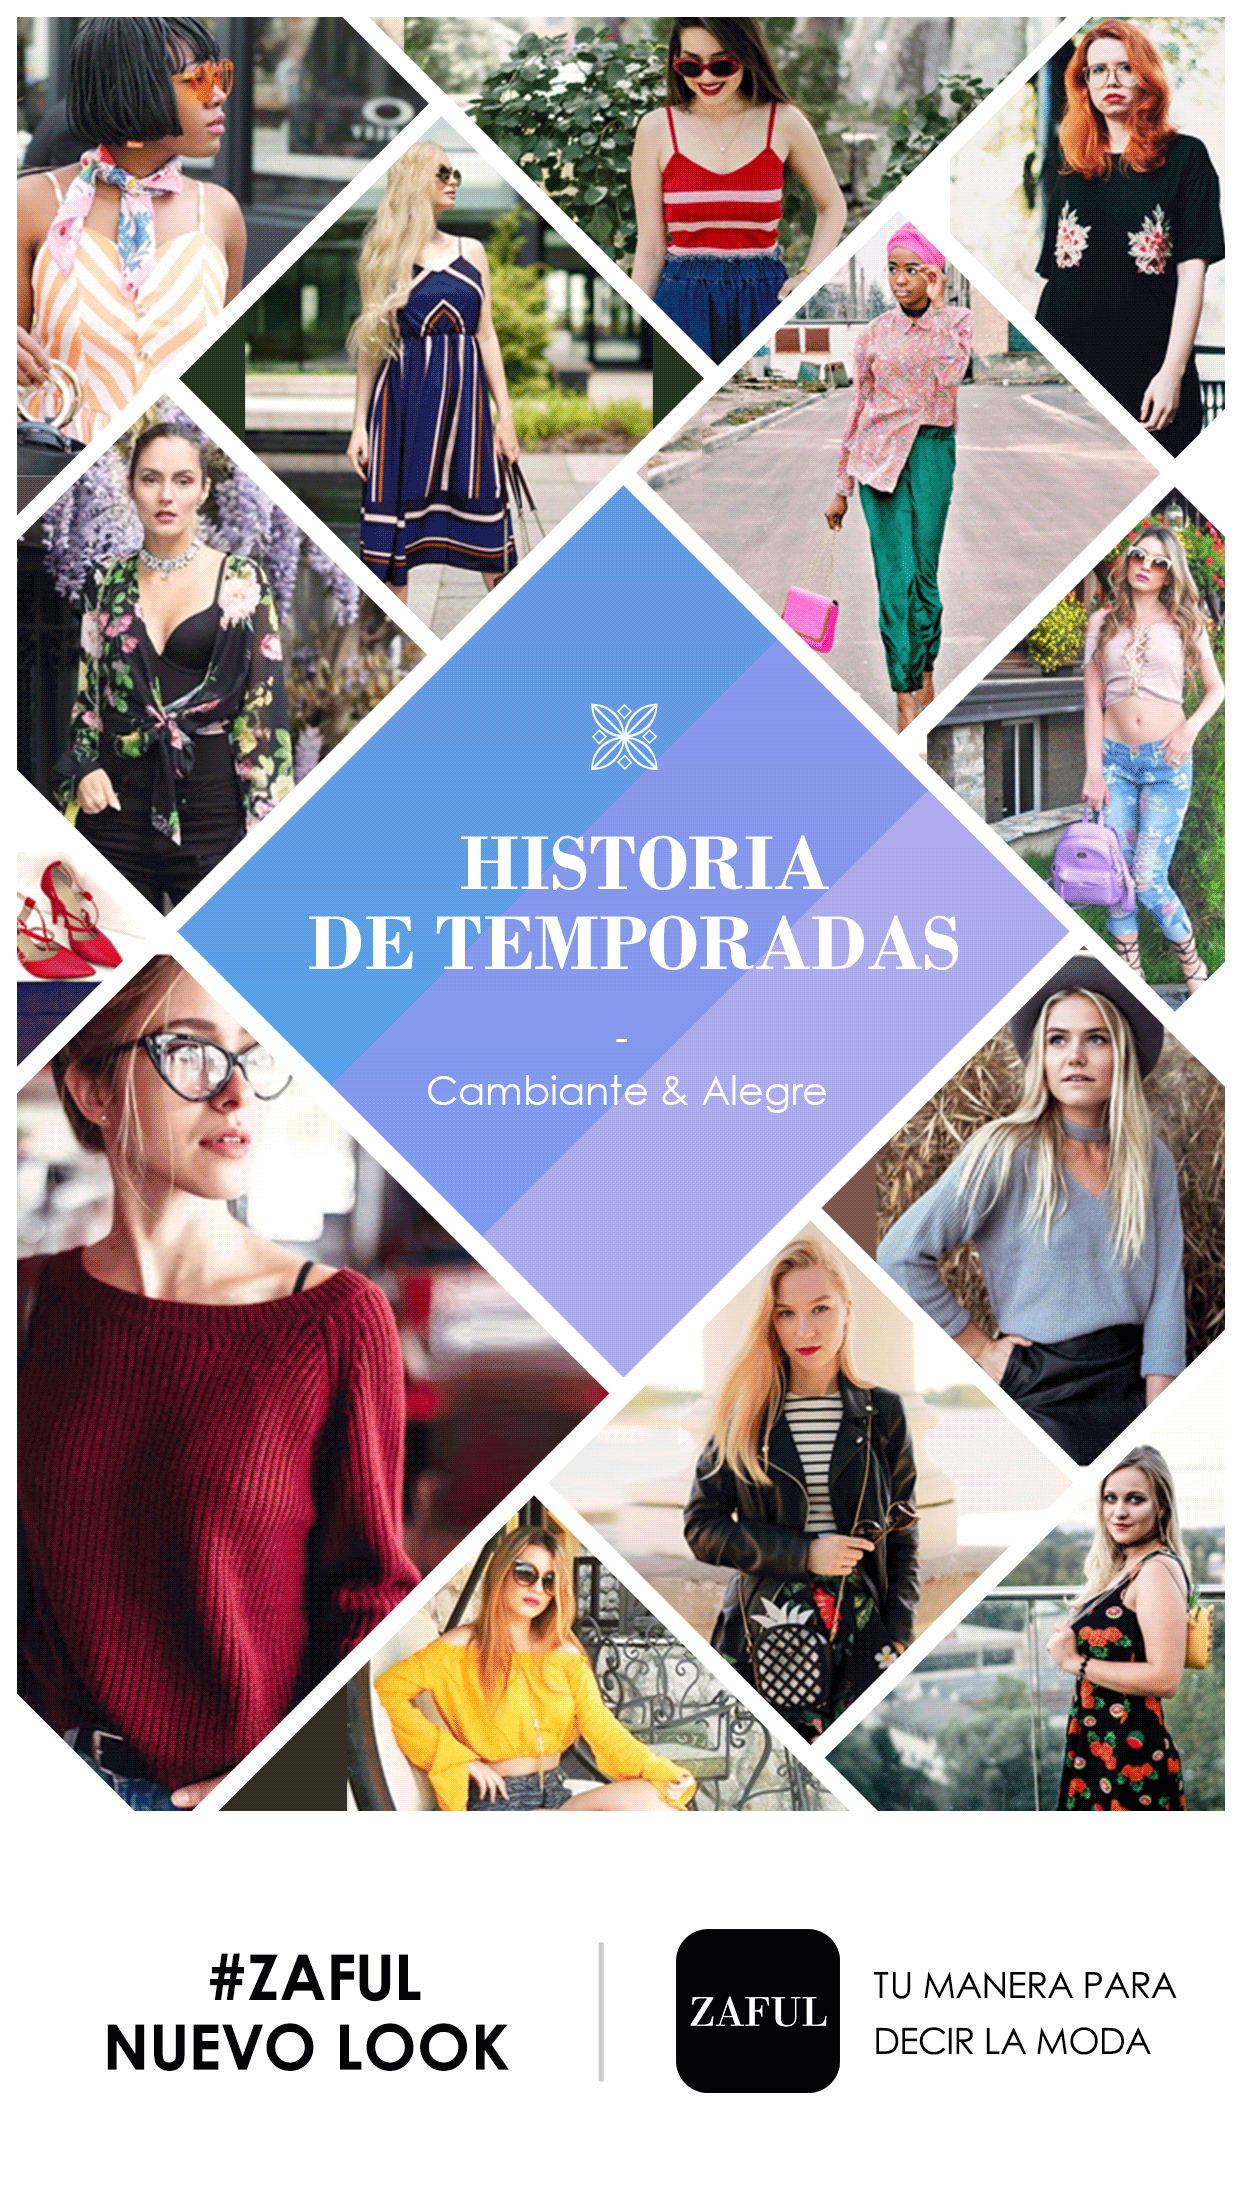 HISTORIA
DE TEMPORADAS
-
Cambiante & Alegre
#ZAFUL
NUEVO LOOK
ZAFUL
TU MANERA PARA
DECIR LA MODA